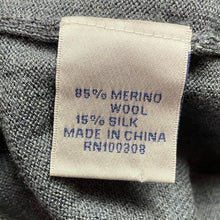 85% MERINO
WOOL
15% SILK
MADE IN CHINA
RN100308